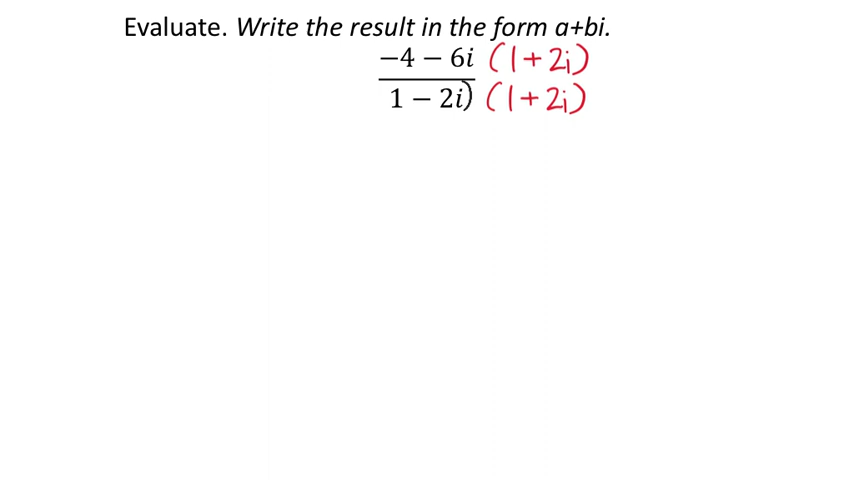 Evaluate. Write the result in the form a+bi.
−4 − 6i (1+2i)
1 − 2i) (1+2i)